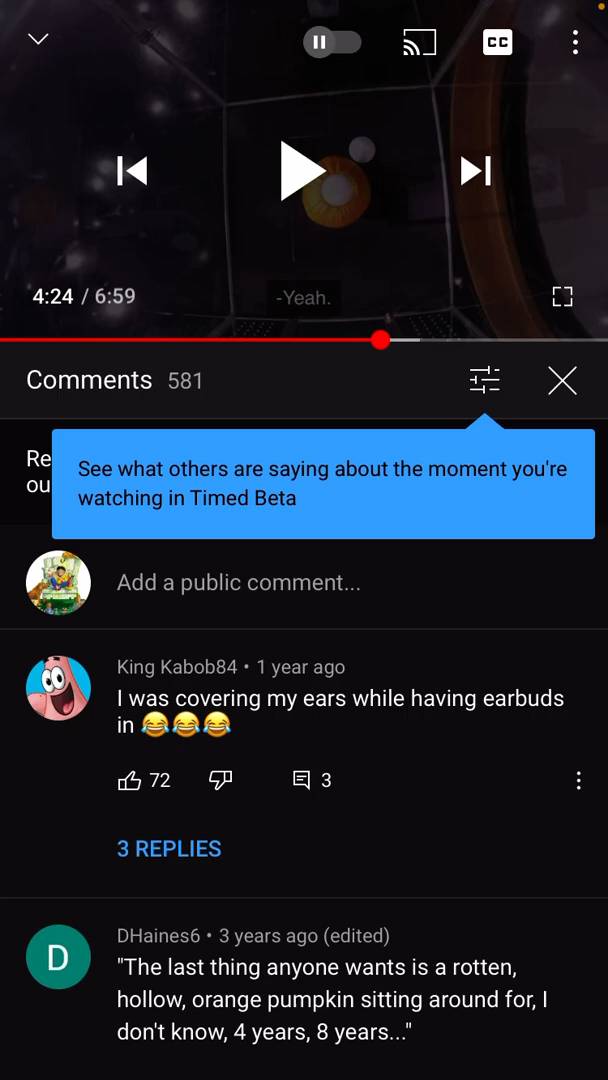 CC
4:24 / 6:59
-Yeah.
Comments 581
Re
ou
See what others are saying about the moment you're
watching in Timed Beta
Add a public comment...
King Kabob84 • 1 year ago
I was covering my ears while having earbuds
in 😂😂😂
72
3
3 REPLIES
D
DHaines6 • 3 years ago (edited)
"The last thing anyone wants is a rotten,
hollow, orange pumpkin sitting around for, I
don't know, 4 years, 8 years..."